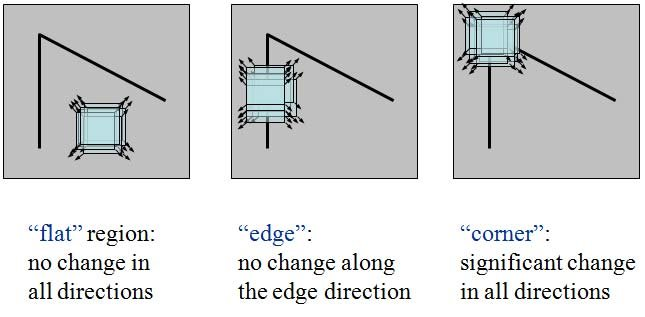 “flat” region:
no change in
all directions
“edge”:
no change along
the edge direction
“corner”:
significant change
in all directions